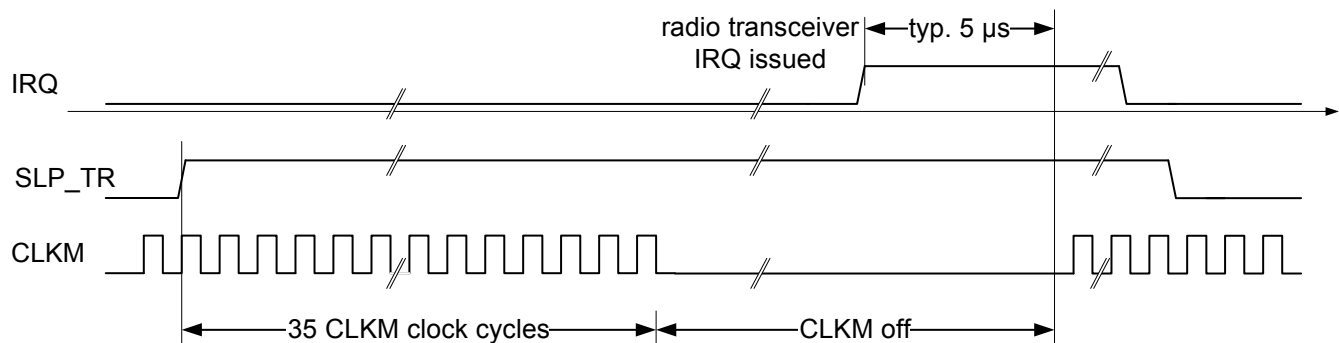 radio transceiver
IRQ issued
typ. 5 µs
IRQ
SLP_TR
CLKM
35 CLKM clock cycles
CLKM off